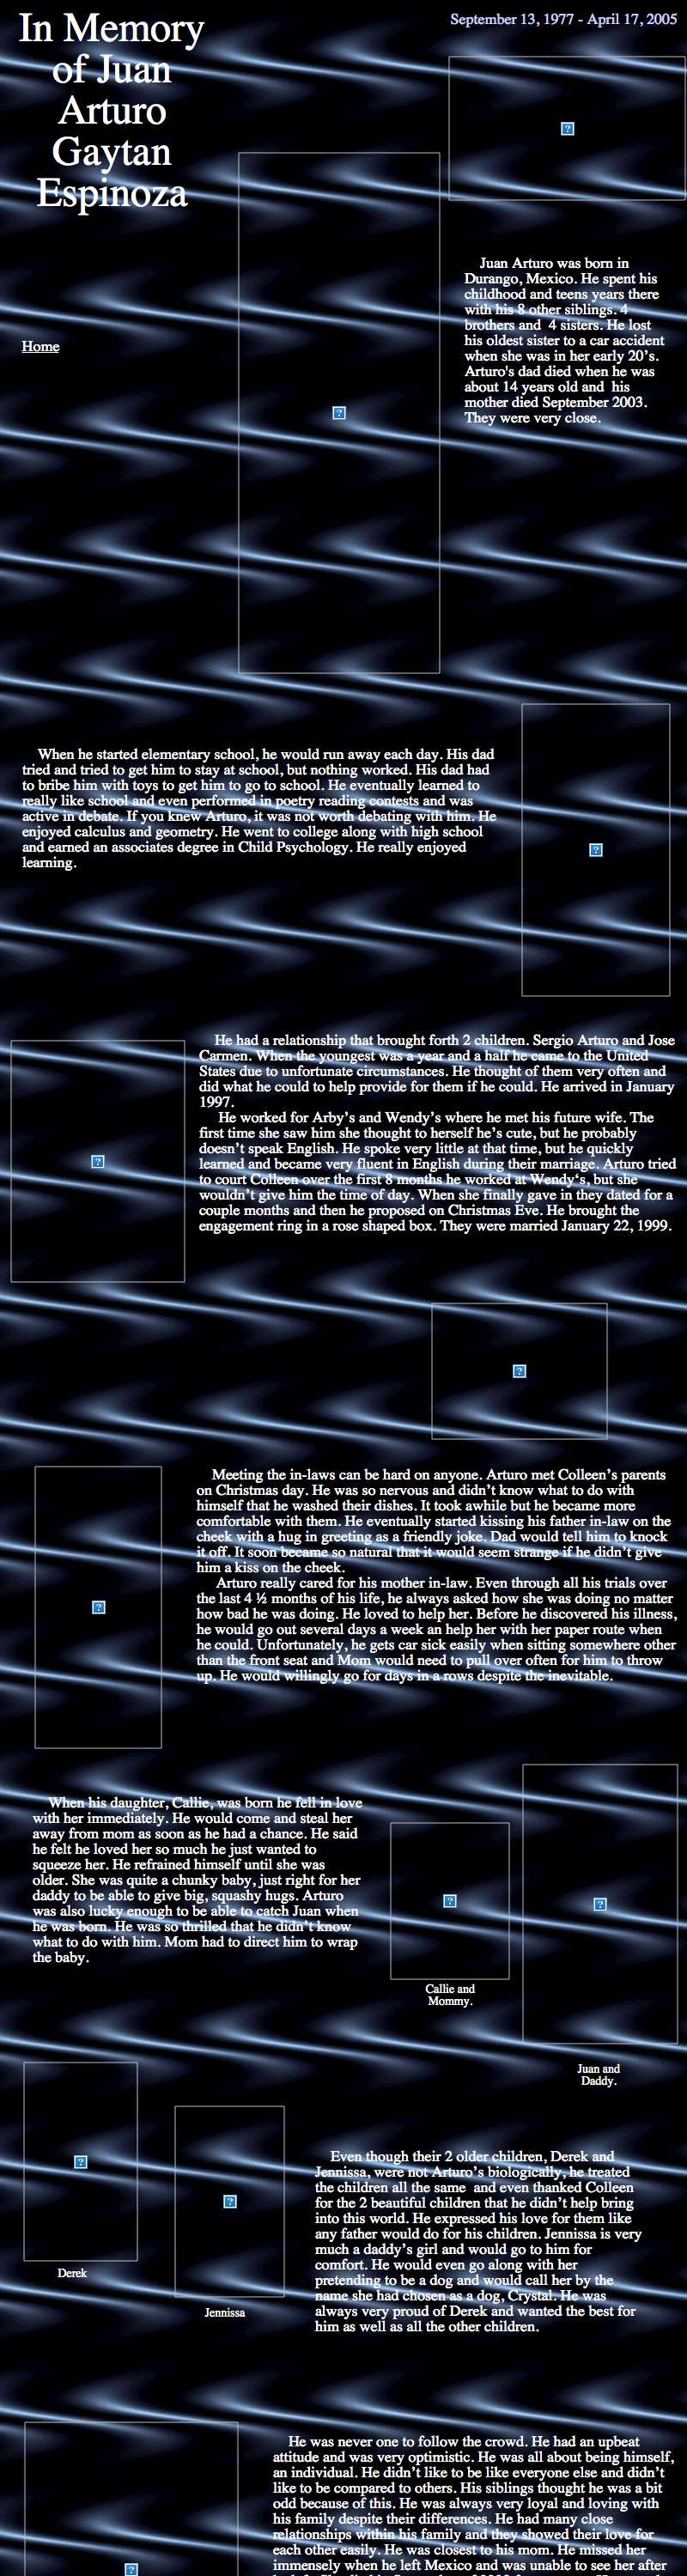 In Memory
of Juan
Arturo
Gaytan
Espinoza
September 13, 1977 - April 17, 2005
Home
Juan Arturo was born in
Durango, Mexico. He spent his
childhood and teens years there
with his 8 other siblings. 4
brothers and  4 sisters. He lost
his oldest sister to a car accident
when she was in her early 20’s.
Arturo's dad died when he was
about 14 years old and  his
mother died September 2003.
They were very close.
When he started elementary school, he would run away each day. His dad
tried and tried to get him to stay at school, but nothing worked. His dad had
to bribe him with toys to get him to go to school. He eventually learned to
really like school and even performed in poetry reading contests and was
active in debate. If you knew Arturo, it was not worth debating with him. He
enjoyed calculus and geometry. He went to college along with high school
and earned an associates degree in Child Psychology. He really enjoyed
learning.
He had a relationship that brought forth 2 children. Sergio Arturo and Jose
Carmen. When the youngest was a year and a half he came to the United
States due to unfortunate circumstances. He thought of them very often and
did what he could to help provide for them if he could. He arrived in January
1997.
He worked for Arby’s and Wendy’s where he met his future wife. The
first time she saw him she thought to herself he’s cute, but he probably
doesn’t speak English. He spoke very little at that time, but he quickly
learned and became very fluent in English during their marriage. Arturo tried
to court Colleen over the first 8 months he worked at Wendy‘s, but she
wouldn’t give him the time of day. When she finally gave in they dated for a
couple months and then he proposed on Christmas Eve. He brought the
engagement ring in a rose shaped box. They were married January 22, 1999.
Meeting the in-laws can be hard on anyone. Arturo met Colleen’s parents
on Christmas day. He was so nervous and didn’t know what to do with
himself that he washed their dishes. It took awhile but he became more
comfortable with them. He eventually started kissing his father in-law on the
cheek with a hug in greeting as a friendly joke. Dad would tell him to knock
it off. It soon became so natural that it would seem strange if he didn’t give
him a kiss on the cheek.
Arturo really cared for his mother in-law. Even through all his trials over
the last 4 ½ months of his life, he always asked how she was doing no matter
how bad he was doing. He loved to help her. Before he discovered his illness,
he would go out several days a week an help her with her paper route when
he could. Unfortunately, he gets car sick easily when sitting somewhere other
than the front seat and Mom would need to pull over often for him to throw
up. He would willingly go for days in a rows despite the inevitable.
When his daughter, Callie, was born he fell in love
with her immediately. He would come and steal her
away from mom as soon as he had a chance. He said
he felt he loved her so much he just wanted to
squeeze her. He refrained himself until she was
older. She was quite a chunky baby, just right for her
daddy to be able to give big, squashy hugs. Arturo
was also lucky enough to be able to catch Juan when
he was born. He was so thrilled that he didn’t know
what to do with him. Mom had to direct him to wrap
the baby.
Callie and
Mommy.
Juan and
Daddy.
Derek
Jennissa
Even though their 2 older children, Derek and
Jennissa, were not Arturo’s biologically, he treated
the children all the same  and even thanked Colleen
for the 2 beautiful children that he didn’t help bring
into this world. He expressed his love for them like
any father would do for his children. Jennissa is very
much a daddy’s girl and would go to him for
comfort. He would even go along with her
pretending to be a dog and would call her by the
name she had chosen as a dog, Crystal. He was
always very proud of Derek and wanted the best for
him as well as all the other children.
He was never one to follow the crowd. He had an upbeat
attitude and was very optimistic. He was all about being himself,
an individual. He didn’t like to be like everyone else and didn’t
like to be compared to others. His siblings thought he was a bit
odd because of this. He was always very loyal and loving with
his family despite their differences. He had many close
relationships within his family and they showed their love for
each other easily. He was closest to his mom. He missed her
immensely when he left Mexico and was unable to see her after